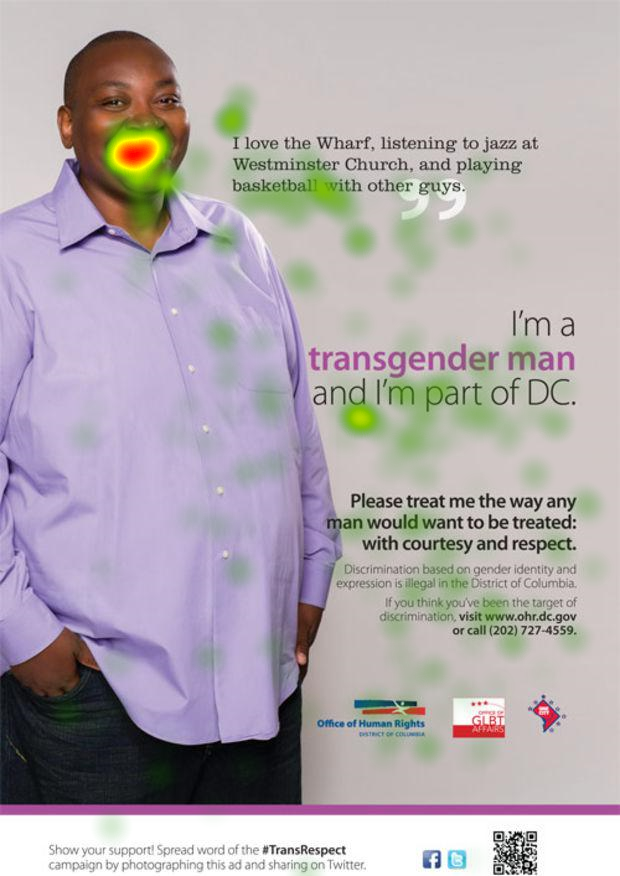 I love the Wharf, listening to jazz at
Westminster Church, and playing
basketball with other guys.
”
I'm a
transgender man
and I'm part of DC.
Please treat me the way any
man would want to be treated:
with courtesy and respect.
Discrimination based on gender identity and
expression is illegal in the District of Columbia.
If you think you've been the target of
discrimination, visit www.ohr.dc.gov
or call (202) 727-4559.
Office of Human Rights
DISTRICT OF COLUMBIA
OFFICE OF
GLBT
AFFAIRS
Show your support! Spread word of the #TransRespect
campaign by photographing this ad and sharing on Twitter.
f